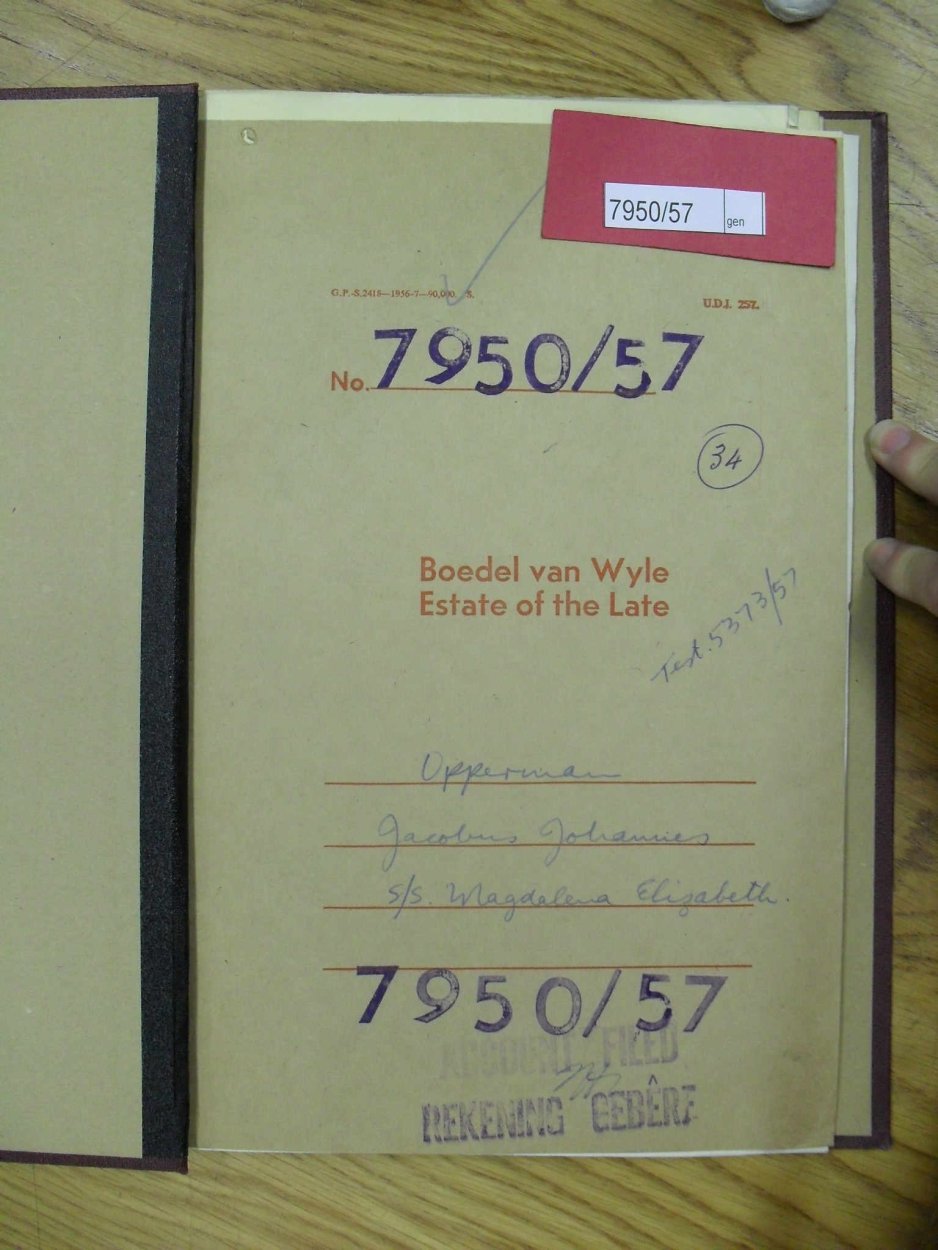 7950/57 gen
G.P.-S.2418—1956-7—90,000. S. U.D.J. 257.
No. 7950/57
34
Boedel van Wyle
Estate of the Late
Test. 5373/57
Opperman
Jacobus Johannes
s/s. Magdalena Elizabeth.
7950/57
ACCOUNT FILED
REKENING GEBÊRE